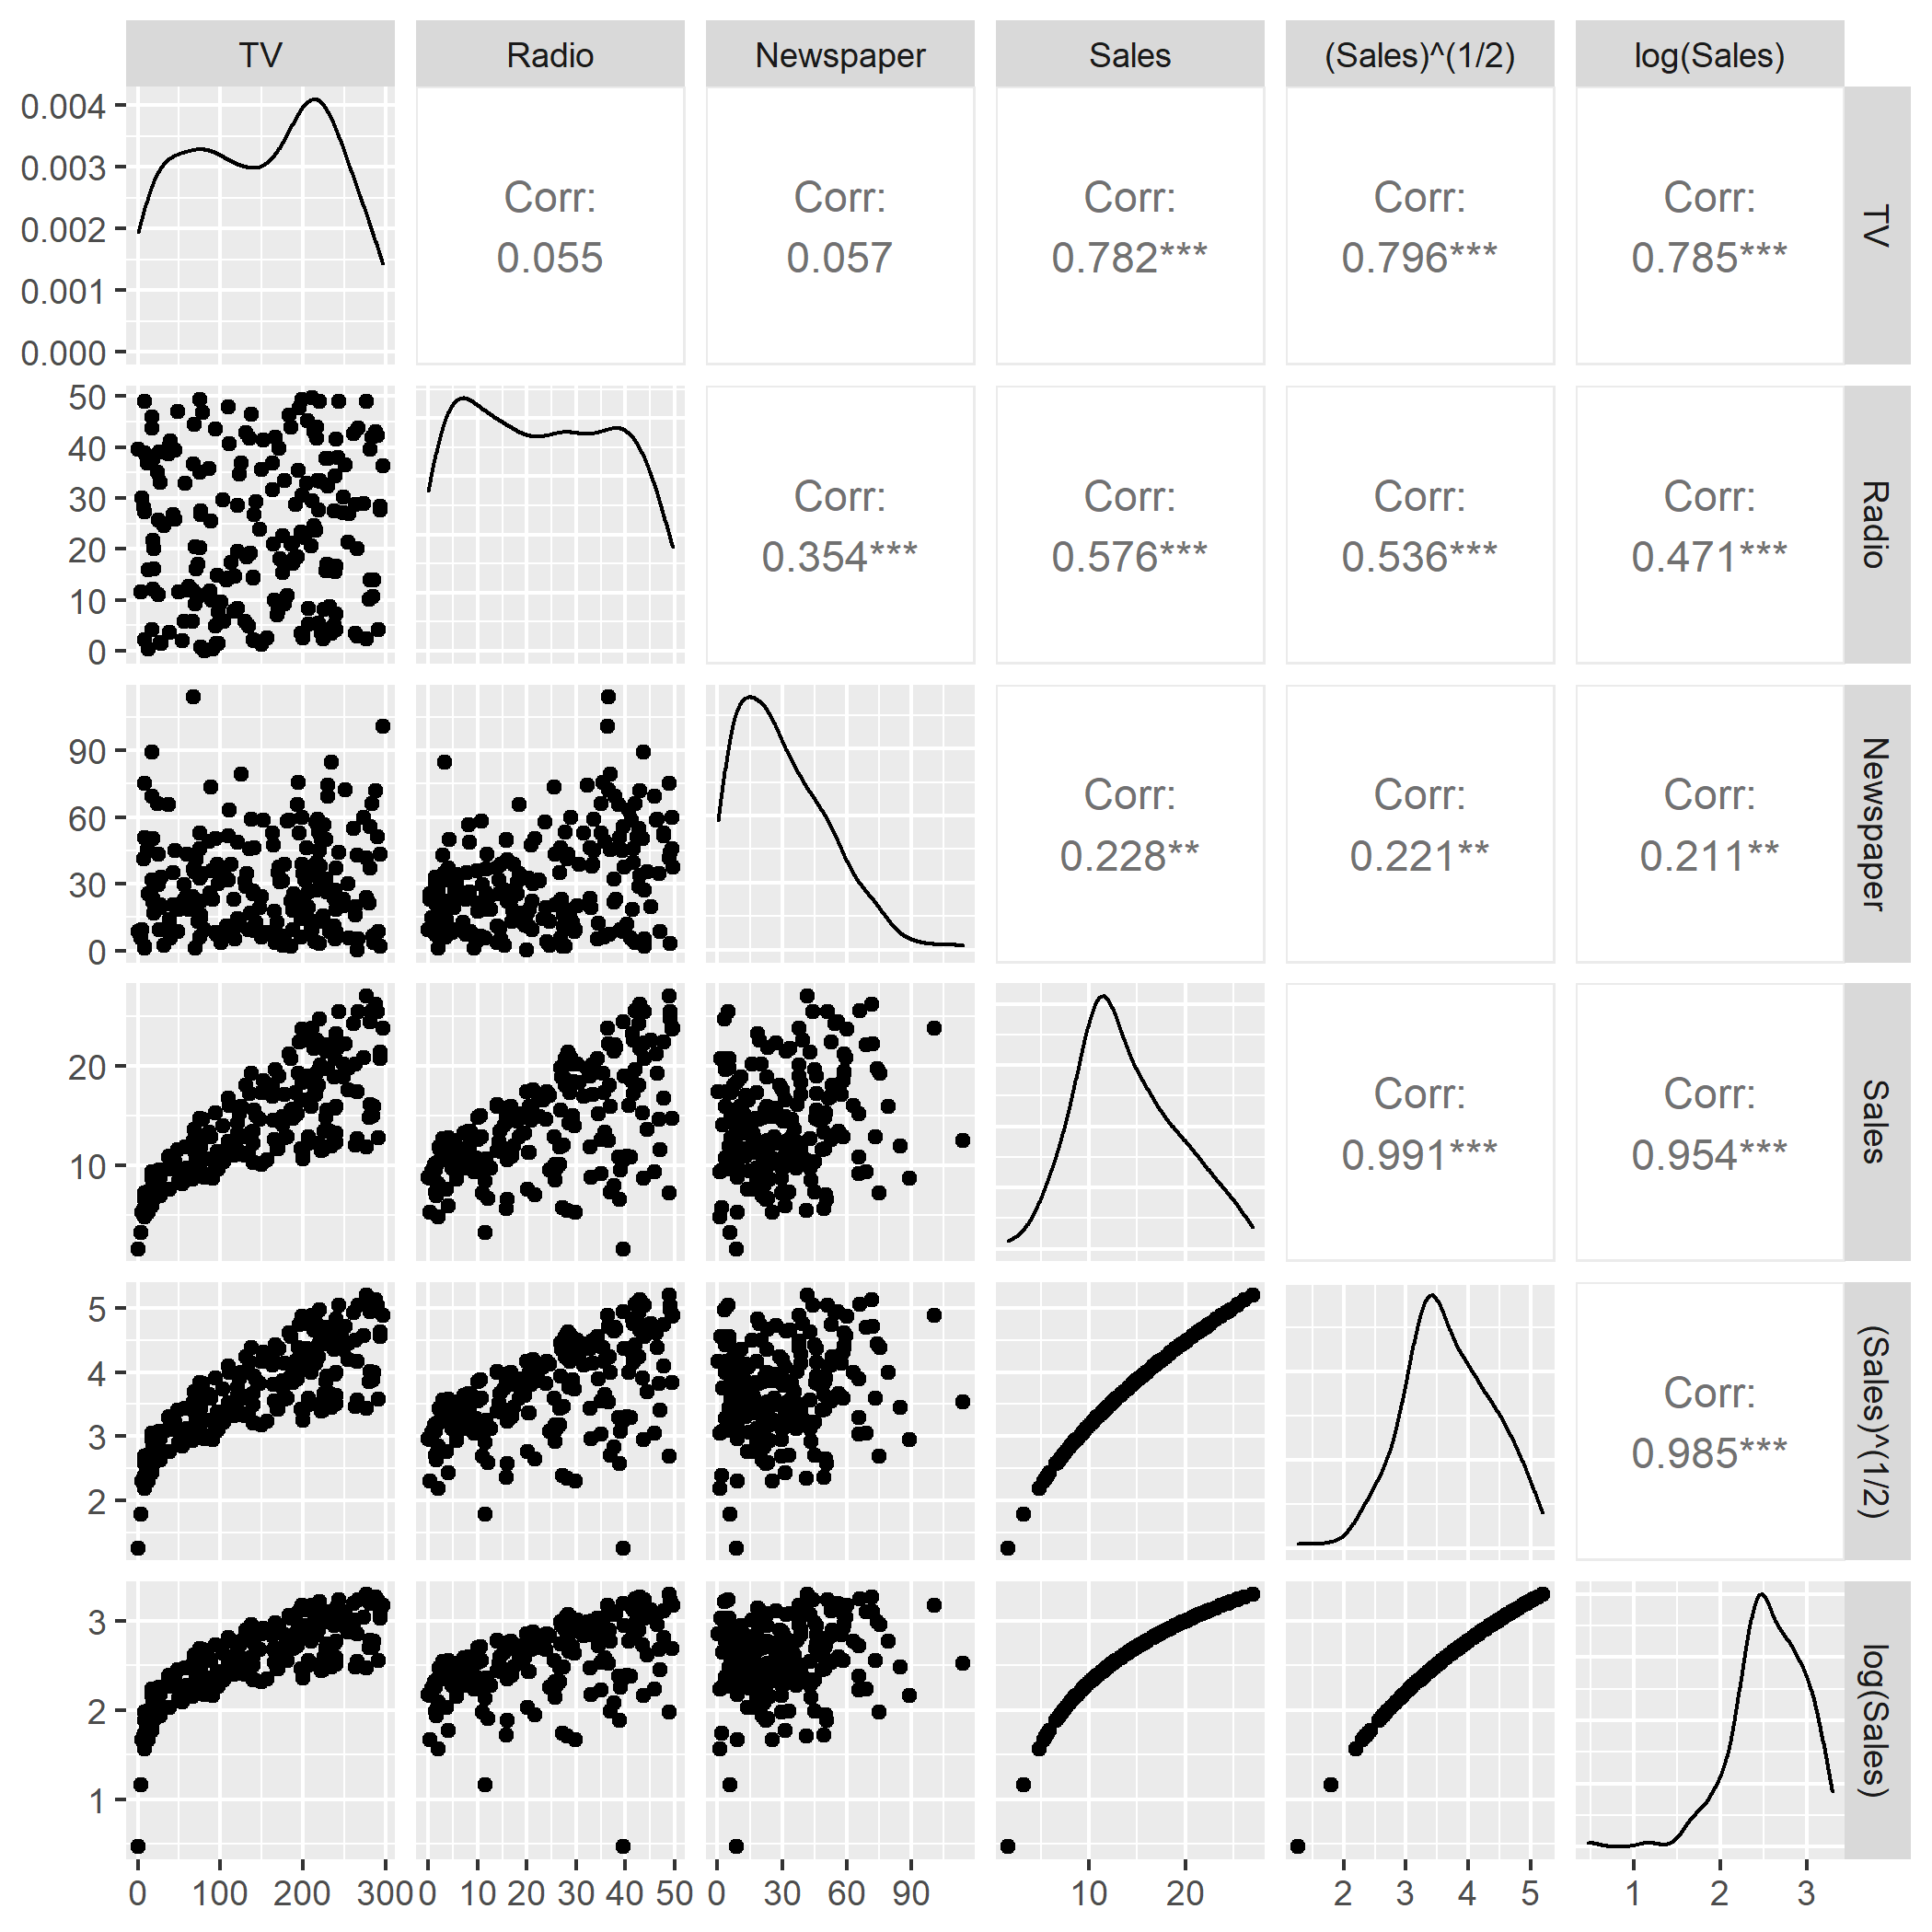 TV Radio Newspaper Sales (Sales)^(1/2) log(Sales)
0.004
0.003
0.002
0.001
0.000
Corr:
0.055
Corr:
0.057
Corr:
0.782***
Corr:
0.796***
Corr:
0.785***
TV
50
40
30
20
10
0
Corr:
0.354***
Corr:
0.576***
Corr:
0.536***
Corr:
0.471***
Radio
90
60
30
0
Corr:
0.228**
Corr:
0.221**
Corr:
0.211**
Newspaper
20
10
Corr:
0.991***
Corr:
0.954***
Sales
5
4
3
2
Corr:
0.985***
(Sales)^(1/2)
3
2
1
log(Sales)
0 100 200 300 0 10 20 30 40 50 0 30 60 90 10 20 2 3 4 5 1 2 3